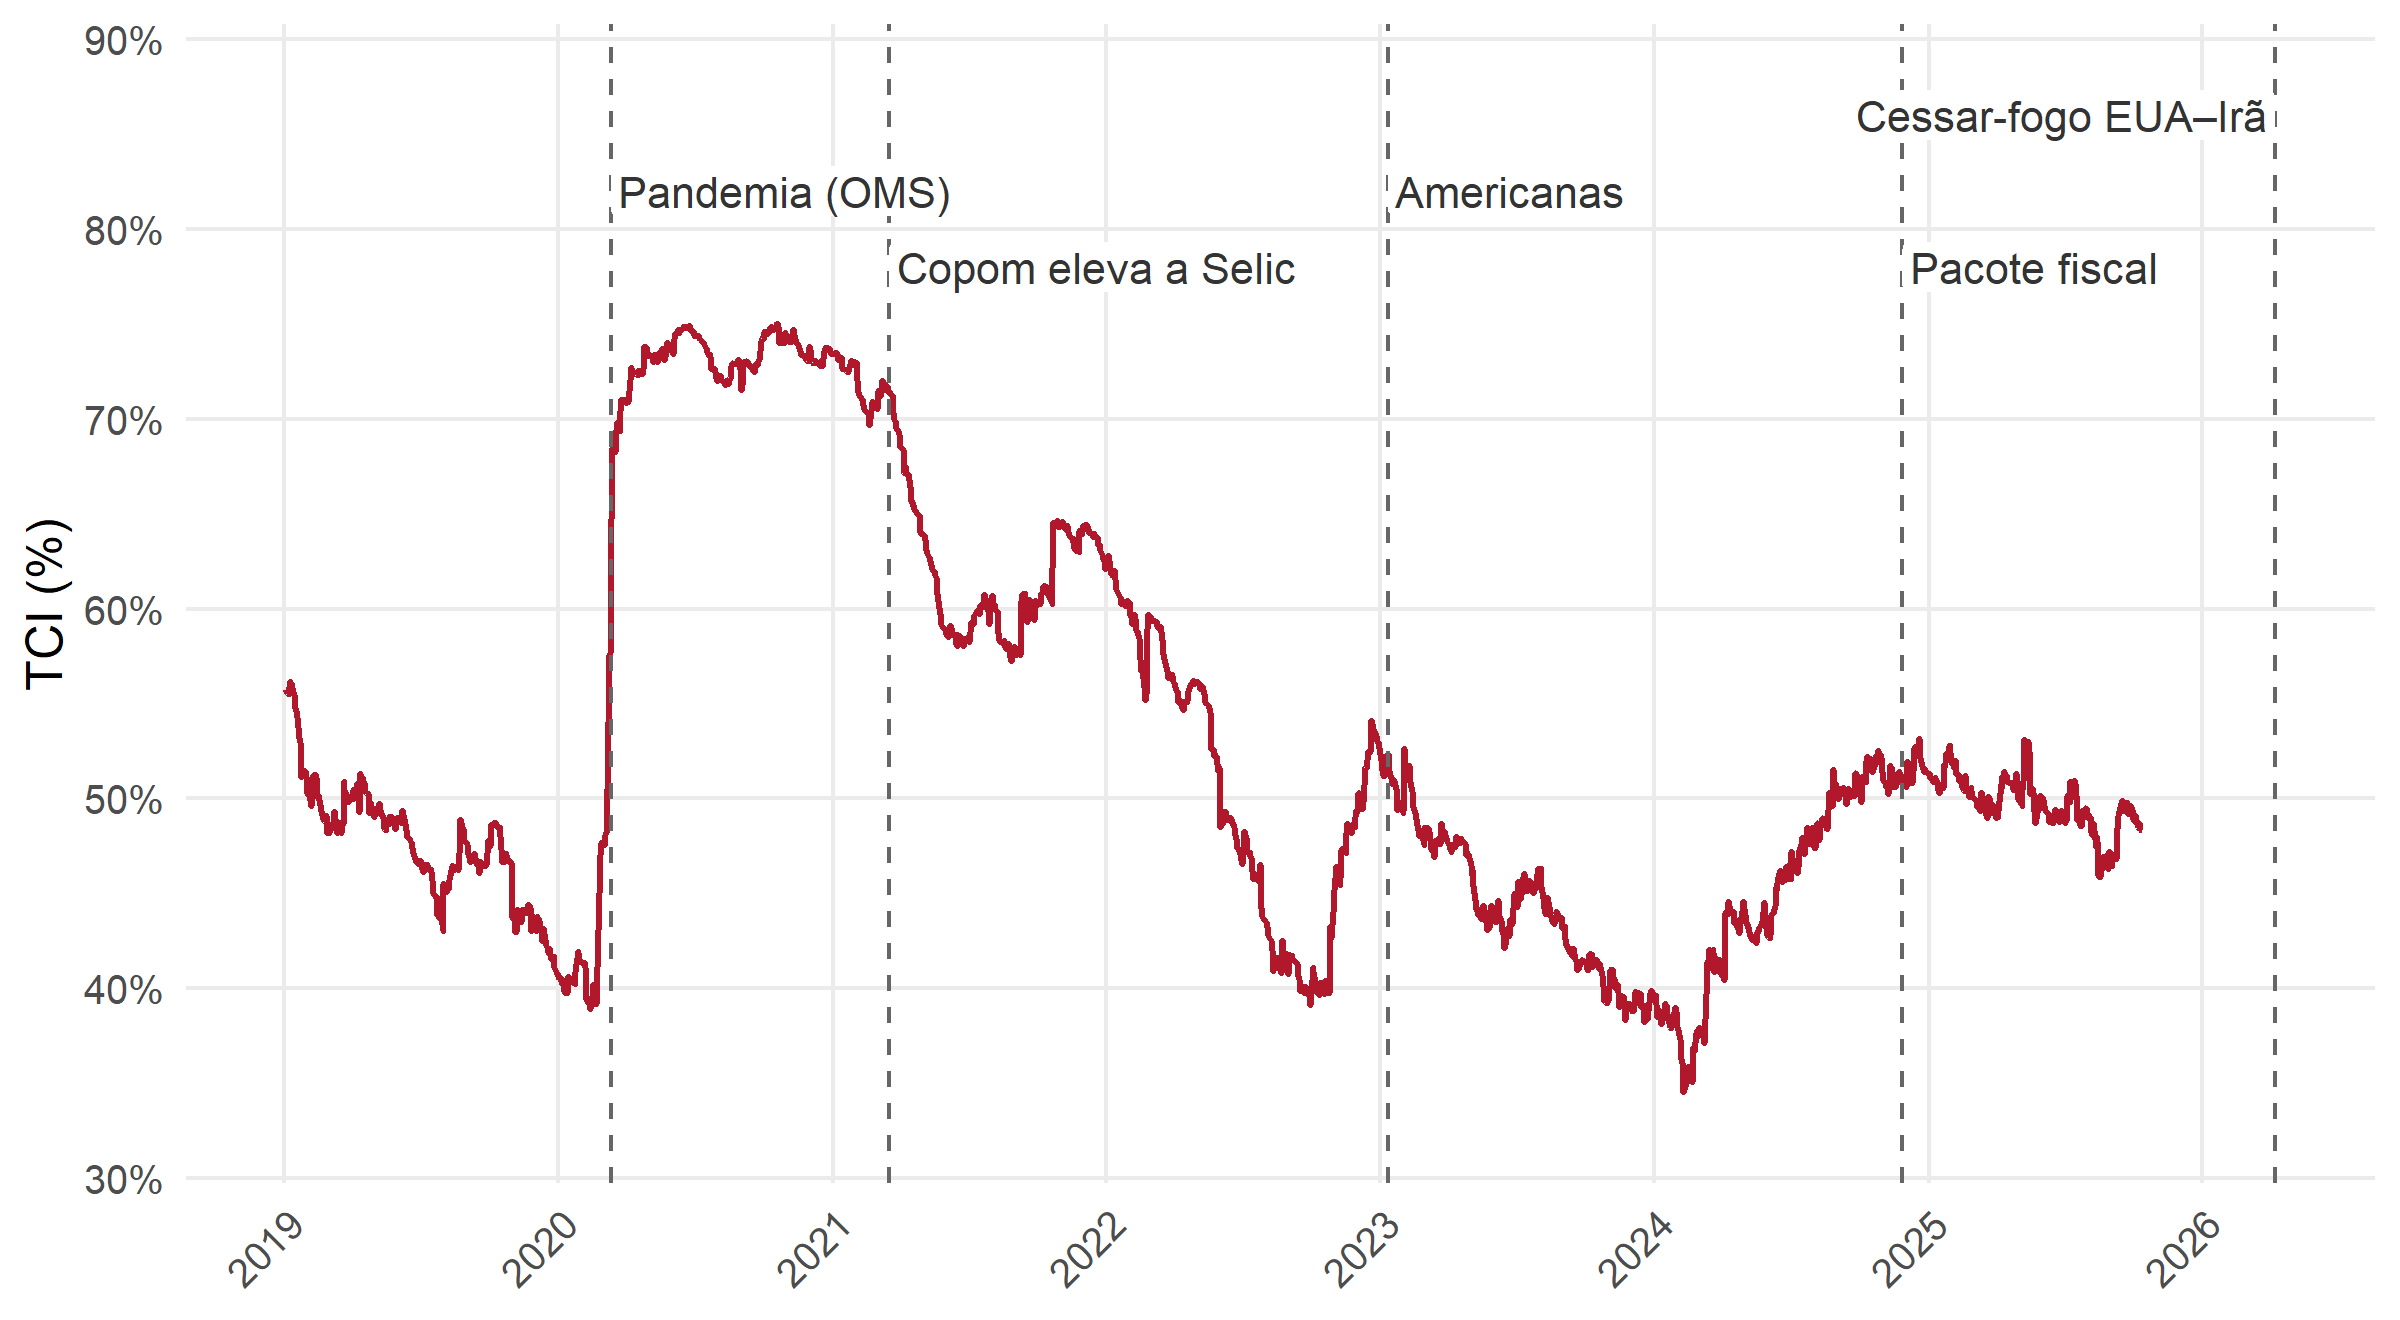 90%
Cessar-fogo EUA–Irã
Pandemia (OMS)
Americanas
80%
Copom eleva a Selic
Pacote fiscal
70%
TCI (%)
60%
50%
40%
30%
2019
2020
2021
2022
2023
2024
2025
2026